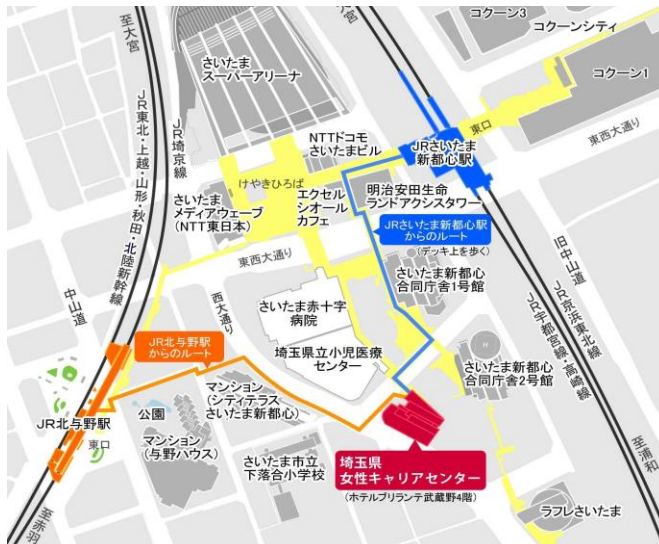 至大宮
さいたま
スーパーアリーナ
至大宮
コクーン3
コクーンシティ
コクーン1
東口
JRさいたま
新都心駅
東西大通り
NTTドコモ
さいたまビル
JR埼京線
JR東北・上越・山形・秋田・北陸新幹線
けやきひろば
さいたま
メディアウェーブ
(NTT東日本)
エクセル
シオール
カフェ
明治安田生命
ランドアクシスタワー
JRさいたま新都心駅
からのルート
(デッキ上を歩く)
東西大通り
中山道
西大通り
さいたま新都心
合同庁舎1号館
旧中山道
JR京浜東北線
JR宇都宮線・高崎線
さいたま赤十字
病院
埼玉県立小児医療
センター
H
さいたま新都心
合同庁舎2号館
JR北与野駅
からのルート
マンション
(シティテラス
さいたま新都心)
JR北与野駅
東口
公園
マンション
(与野ハウス)
さいたま市立
下落合小学校
埼玉県
女性キャリアセンター
(ホテルブリランテ武蔵野4階)
至浦和
ラフレさいたま
至赤羽